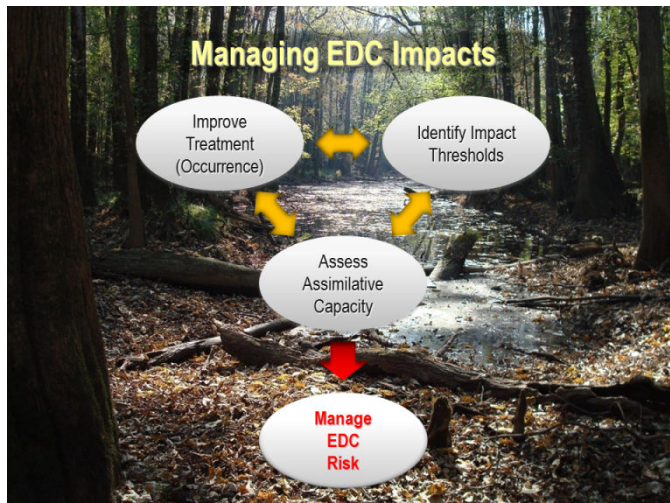 Managing EDC Impacts
Improve
Treatment
(Occurrence)
Identify Impact
Thresholds
Assess
Assimilative
Capacity
Manage
EDC
Risk